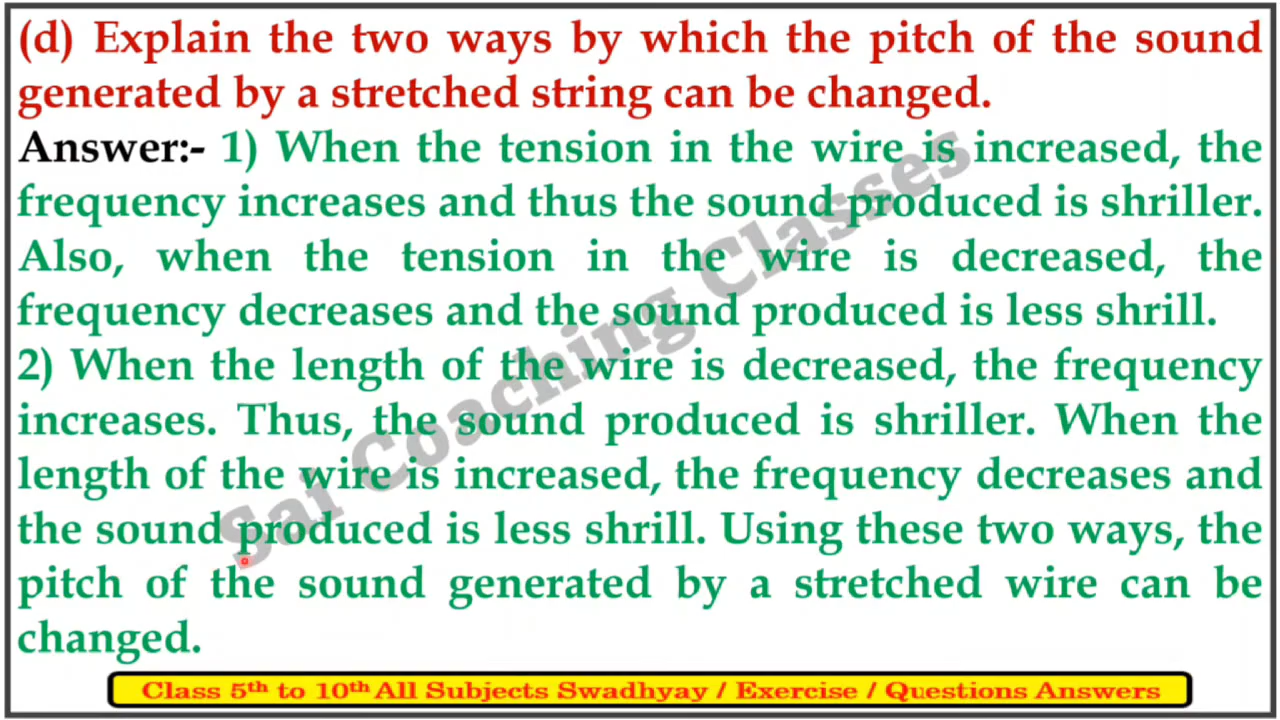 (d) Explain the two ways by which the pitch of the sound
generated by a stretched string can be changed.
Answer:- 1) When the tension in the wire is increased, the
frequency increases and thus the sound produced is shriller.
Also, when the tension in the wire is decreased, the
frequency decreases and the sound produced is less shrill.
2) When the length of the wire is decreased, the frequency
increases. Thus, the sound produced is shriller. When the
length of the wire is increased, the frequency decreases and
the sound produced is less shrill. Using these two ways, the
pitch of the sound generated by a stretched wire can be
changed.
Sai Coaching Classes
Class 5th to 10th All Subjects Swadhyay / Exercise / Questions Answers